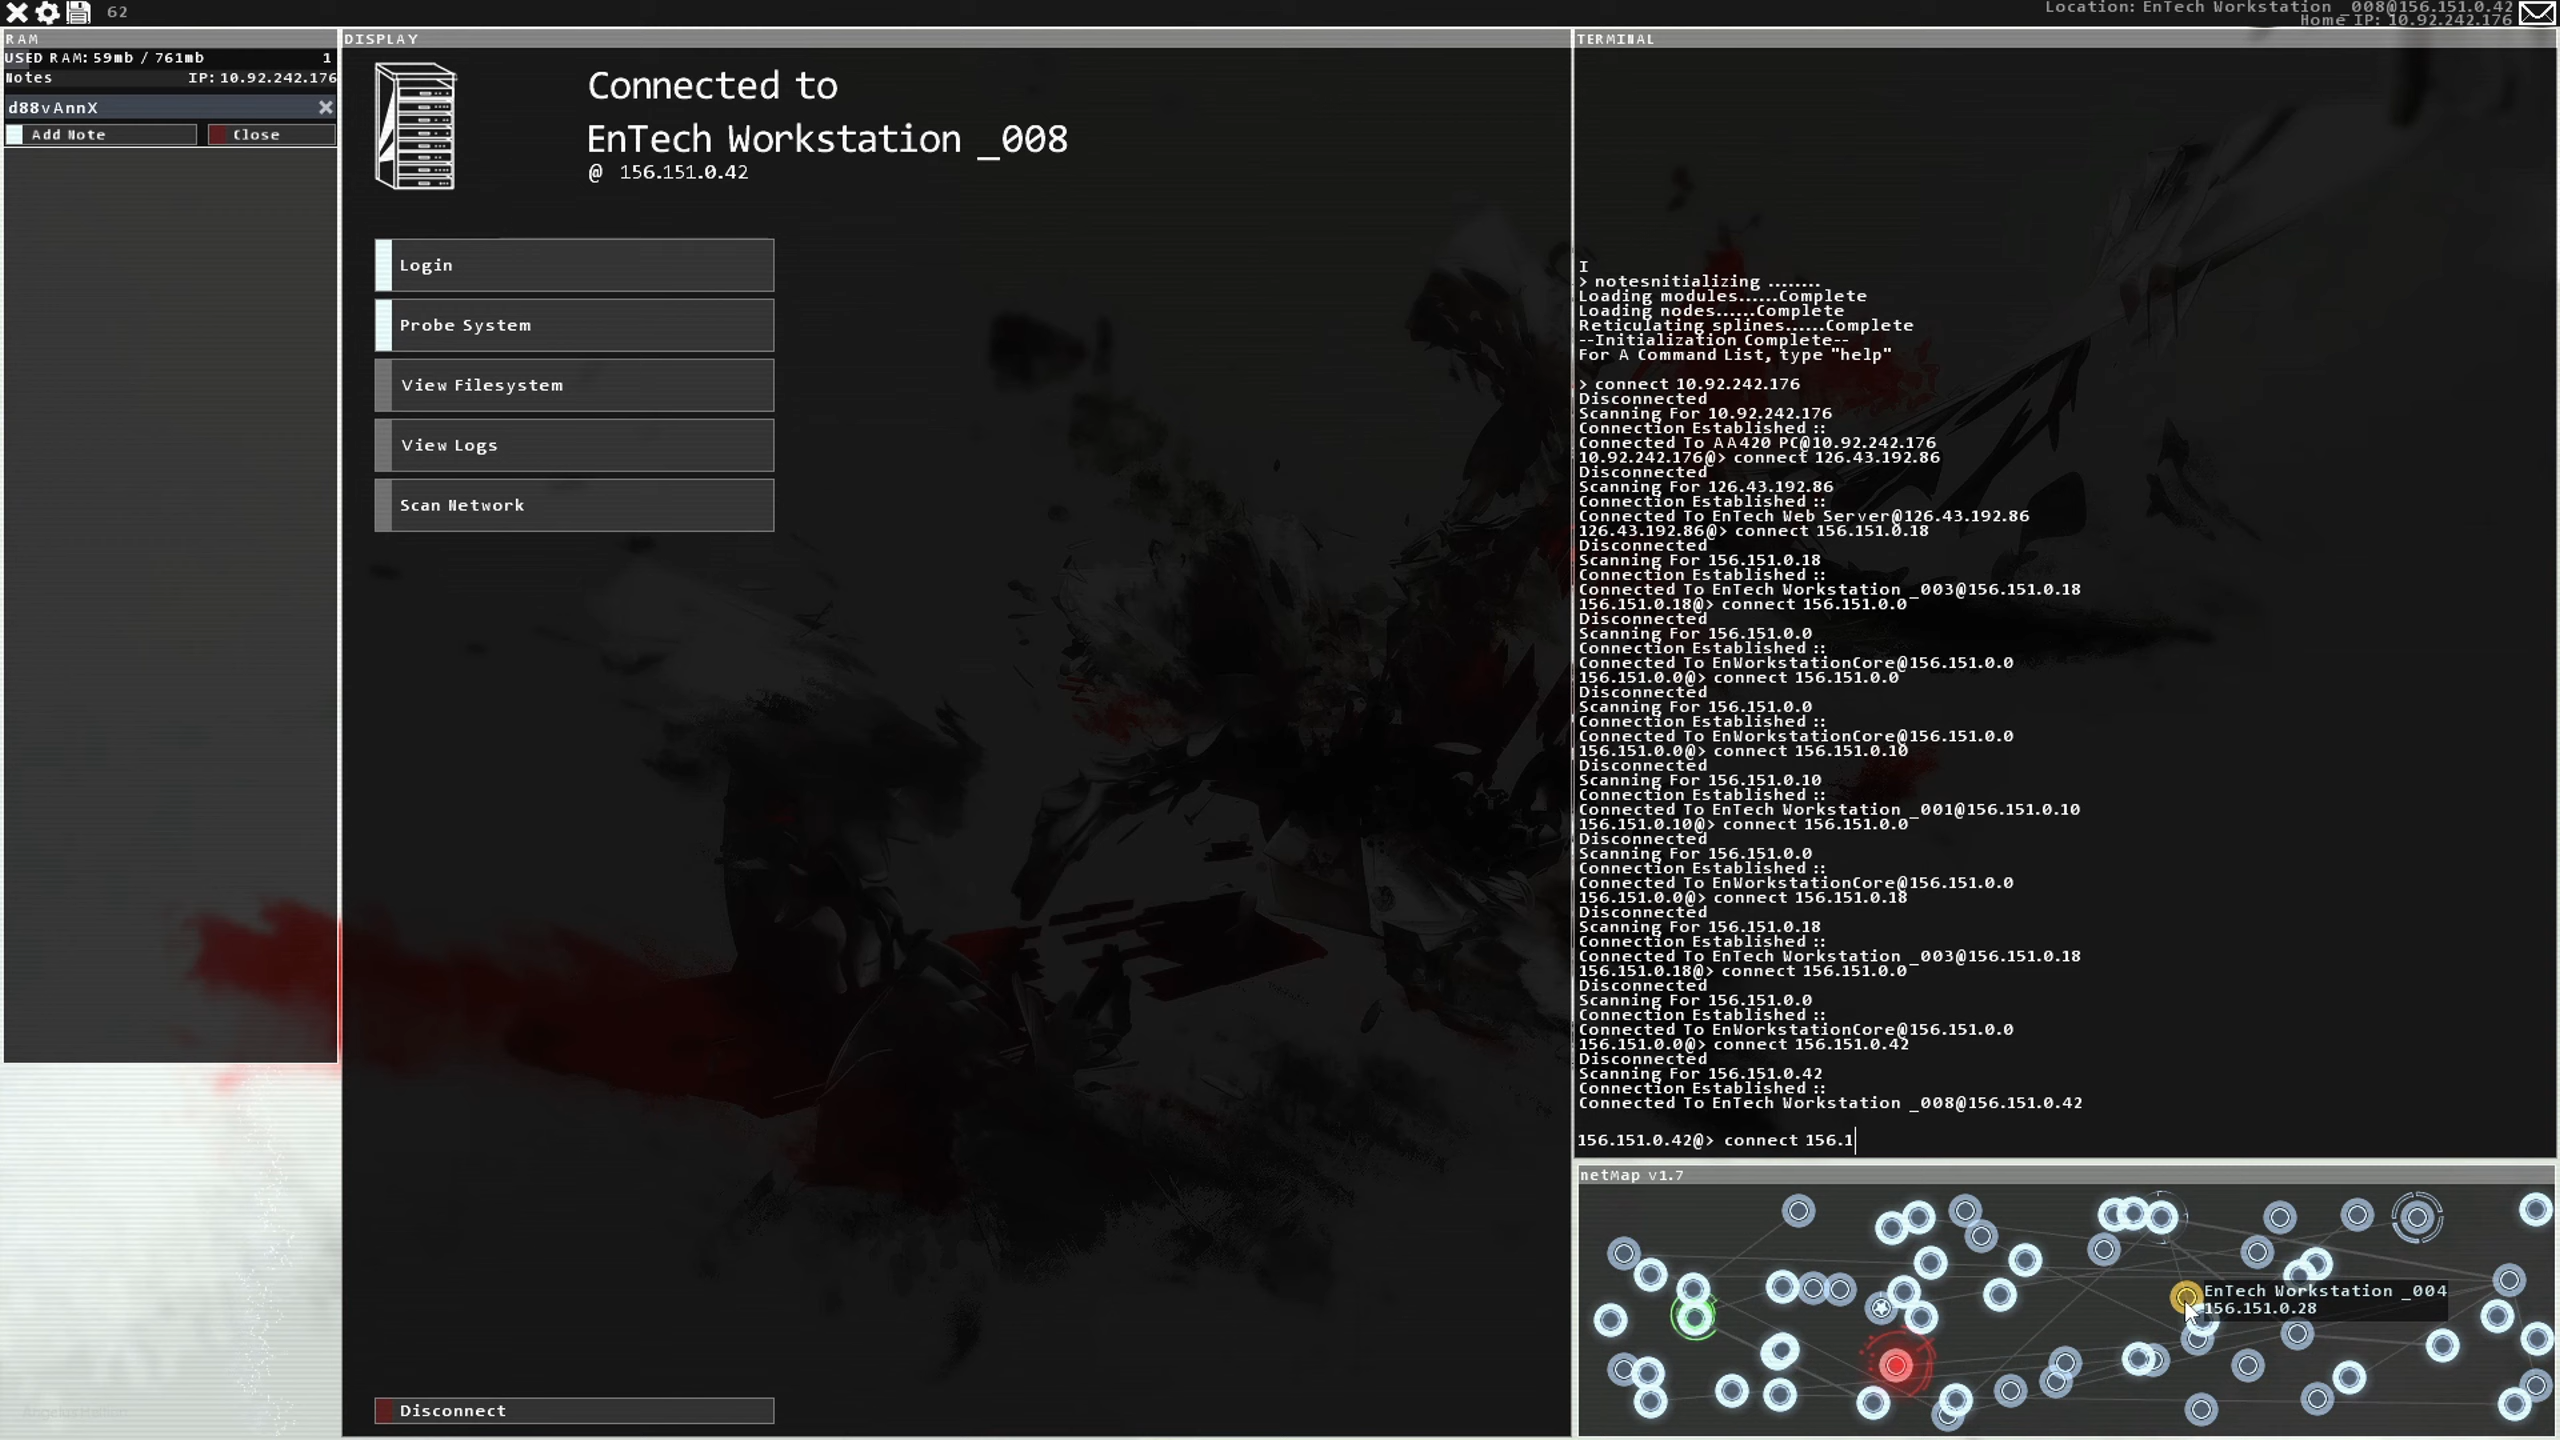 62
Location: EnTech Workstation _008@156.151.0.42
Home IP: 10.92.242.176
RAM
USED RAM: 59mb / 761mb 1
Notes IP: 10.92.242.176
d88vAnnX
Add Note Close
DISPLAY
Connected to
EnTech Workstation _008
@ 156.151.0.42
Login
Probe System
View Filesystem
View Logs
Scan Network
Disconnect
TERMINAL
I
> notesnitializing ........
Loading modules......Complete
Loading nodes......Complete
Reticulating splines......Complete
--Initialization Complete--
For A Command List, type "help"
> connect 10.92.242.176
Disconnected
Scanning For 10.92.242.176
Connection Established ::
Connected To AA420 PC@10.92.242.176
10.92.242.176@> connect 126.43.192.86
Disconnected
Scanning For 126.43.192.86
Connection Established ::
Connected To EnTech Web Server@126.43.192.86
126.43.192.86@> connect 156.151.0.18
Disconnected
Scanning For 156.151.0.18
Connection Established ::
Connected To EnTech Workstation _003@156.151.0.18
156.151.0.18@> connect 156.151.0.0
Disconnected
Scanning For 156.151.0.0
Connection Established ::
Connected To EnWorkstationCore@156.151.0.0
156.151.0.0@> connect 156.151.0.0
Disconnected
Scanning For 156.151.0.0
Connection Established ::
Connected To EnWorkstationCore@156.151.0.0
156.151.0.0@> connect 156.151.0.10
Disconnected
Scanning For 156.151.0.10
Connection Established ::
Connected To EnTech Workstation _001@156.151.0.10
156.151.0.10@> connect 156.151.0.0
Disconnected
Scanning For 156.151.0.0
Connection Established ::
Connected To EnWorkstationCore@156.151.0.0
156.151.0.0@> connect 156.151.0.18
Disconnected
Scanning For 156.151.0.18
Connection Established ::
Connected To EnTech Workstation _003@156.151.0.18
156.151.0.18@> connect 156.151.0.0
Disconnected
Scanning For 156.151.0.0
Connection Established ::
Connected To EnWorkstationCore@156.151.0.0
156.151.0.0@> connect 156.151.0.42
Disconnected
Scanning For 156.151.0.42
Connection Established ::
Connected To EnTech Workstation _008@156.151.0.42
156.151.0.42@> connect 156.1
netMap v1.7
EnTech Workstation _004
156.151.0.28